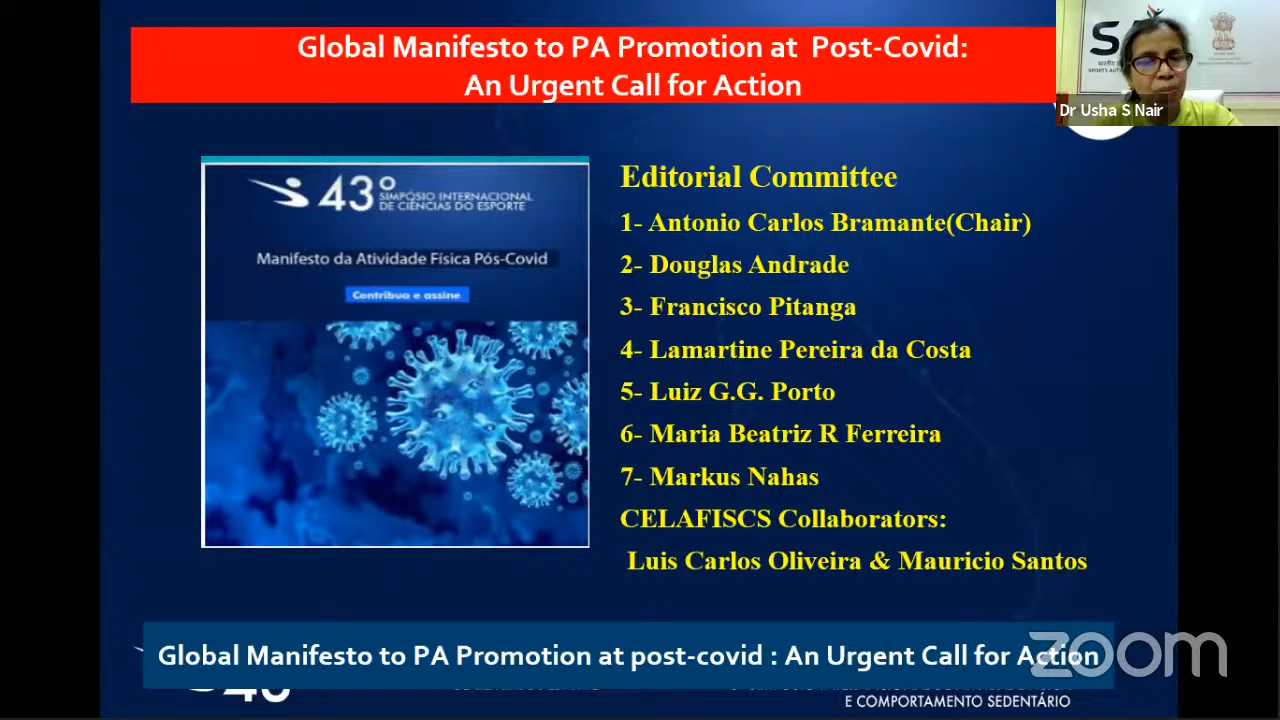 Global Manifesto to PA Promotion at Post-Covid:
An Urgent Call for Action
Dr Usha S Nair
43º
SIMPÓSIO INTERNACIONAL
DE CIÊNCIAS DO ESPORTE
Manifesto da Atividade Física Pós-Covid
Contribua e assine
Editorial Committee
1- Antonio Carlos Bramante(Chair)
2- Douglas Andrade
3- Francisco Pitanga
4- Lamartine Pereira da Costa
5- Luiz G.G. Porto
6- Maria Beatriz R Ferreira
7- Markus Nahas
CELAFISCS Collaborators:
Luis Carlos Oliveira & Mauricio Santos
Global Manifesto to PA Promotion at post-covid : An Urgent Call for Action
zoom
E COMPORTAMENTO SEDENTÁRIO